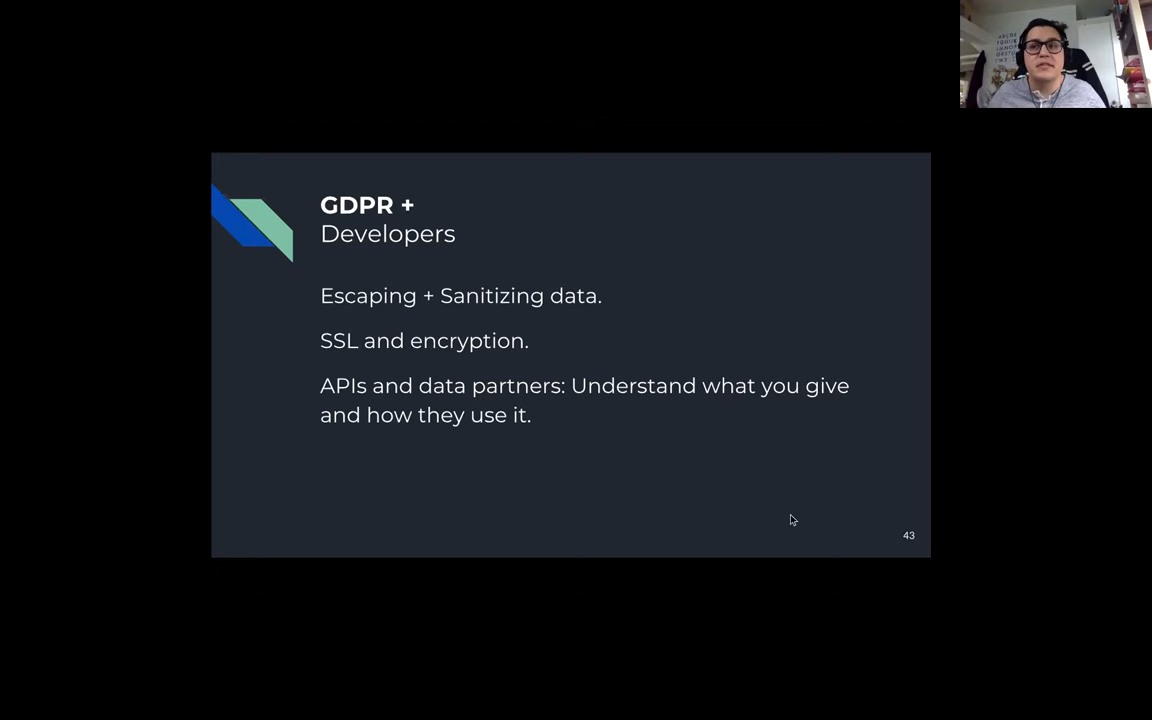 GDPR +
Developers
Escaping + Sanitizing data.
SSL and encryption.
APIs and data partners: Understand what you give
and how they use it.
43